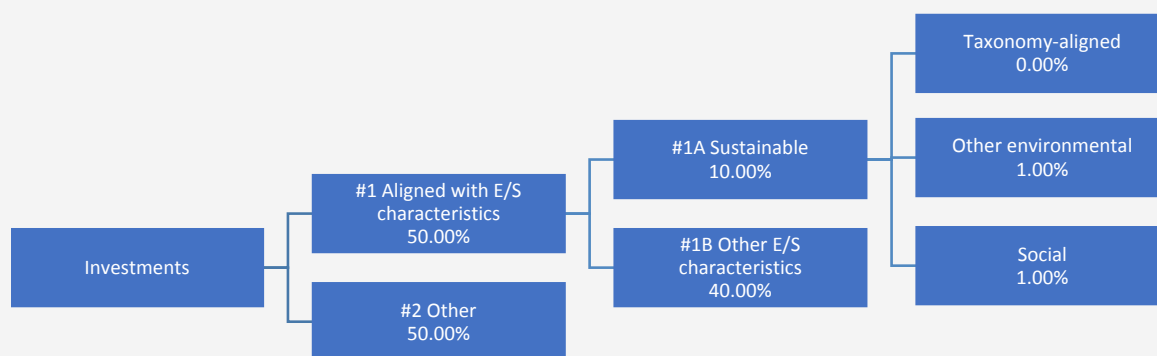 Investments
#1 Aligned with E/S
characteristics
50.00%
#2 Other
50.00%
#1A Sustainable
10.00%
#1B Other E/S
characteristics
40.00%
Taxonomy-aligned
0.00%
Other environmental
1.00%
Social
1.00%